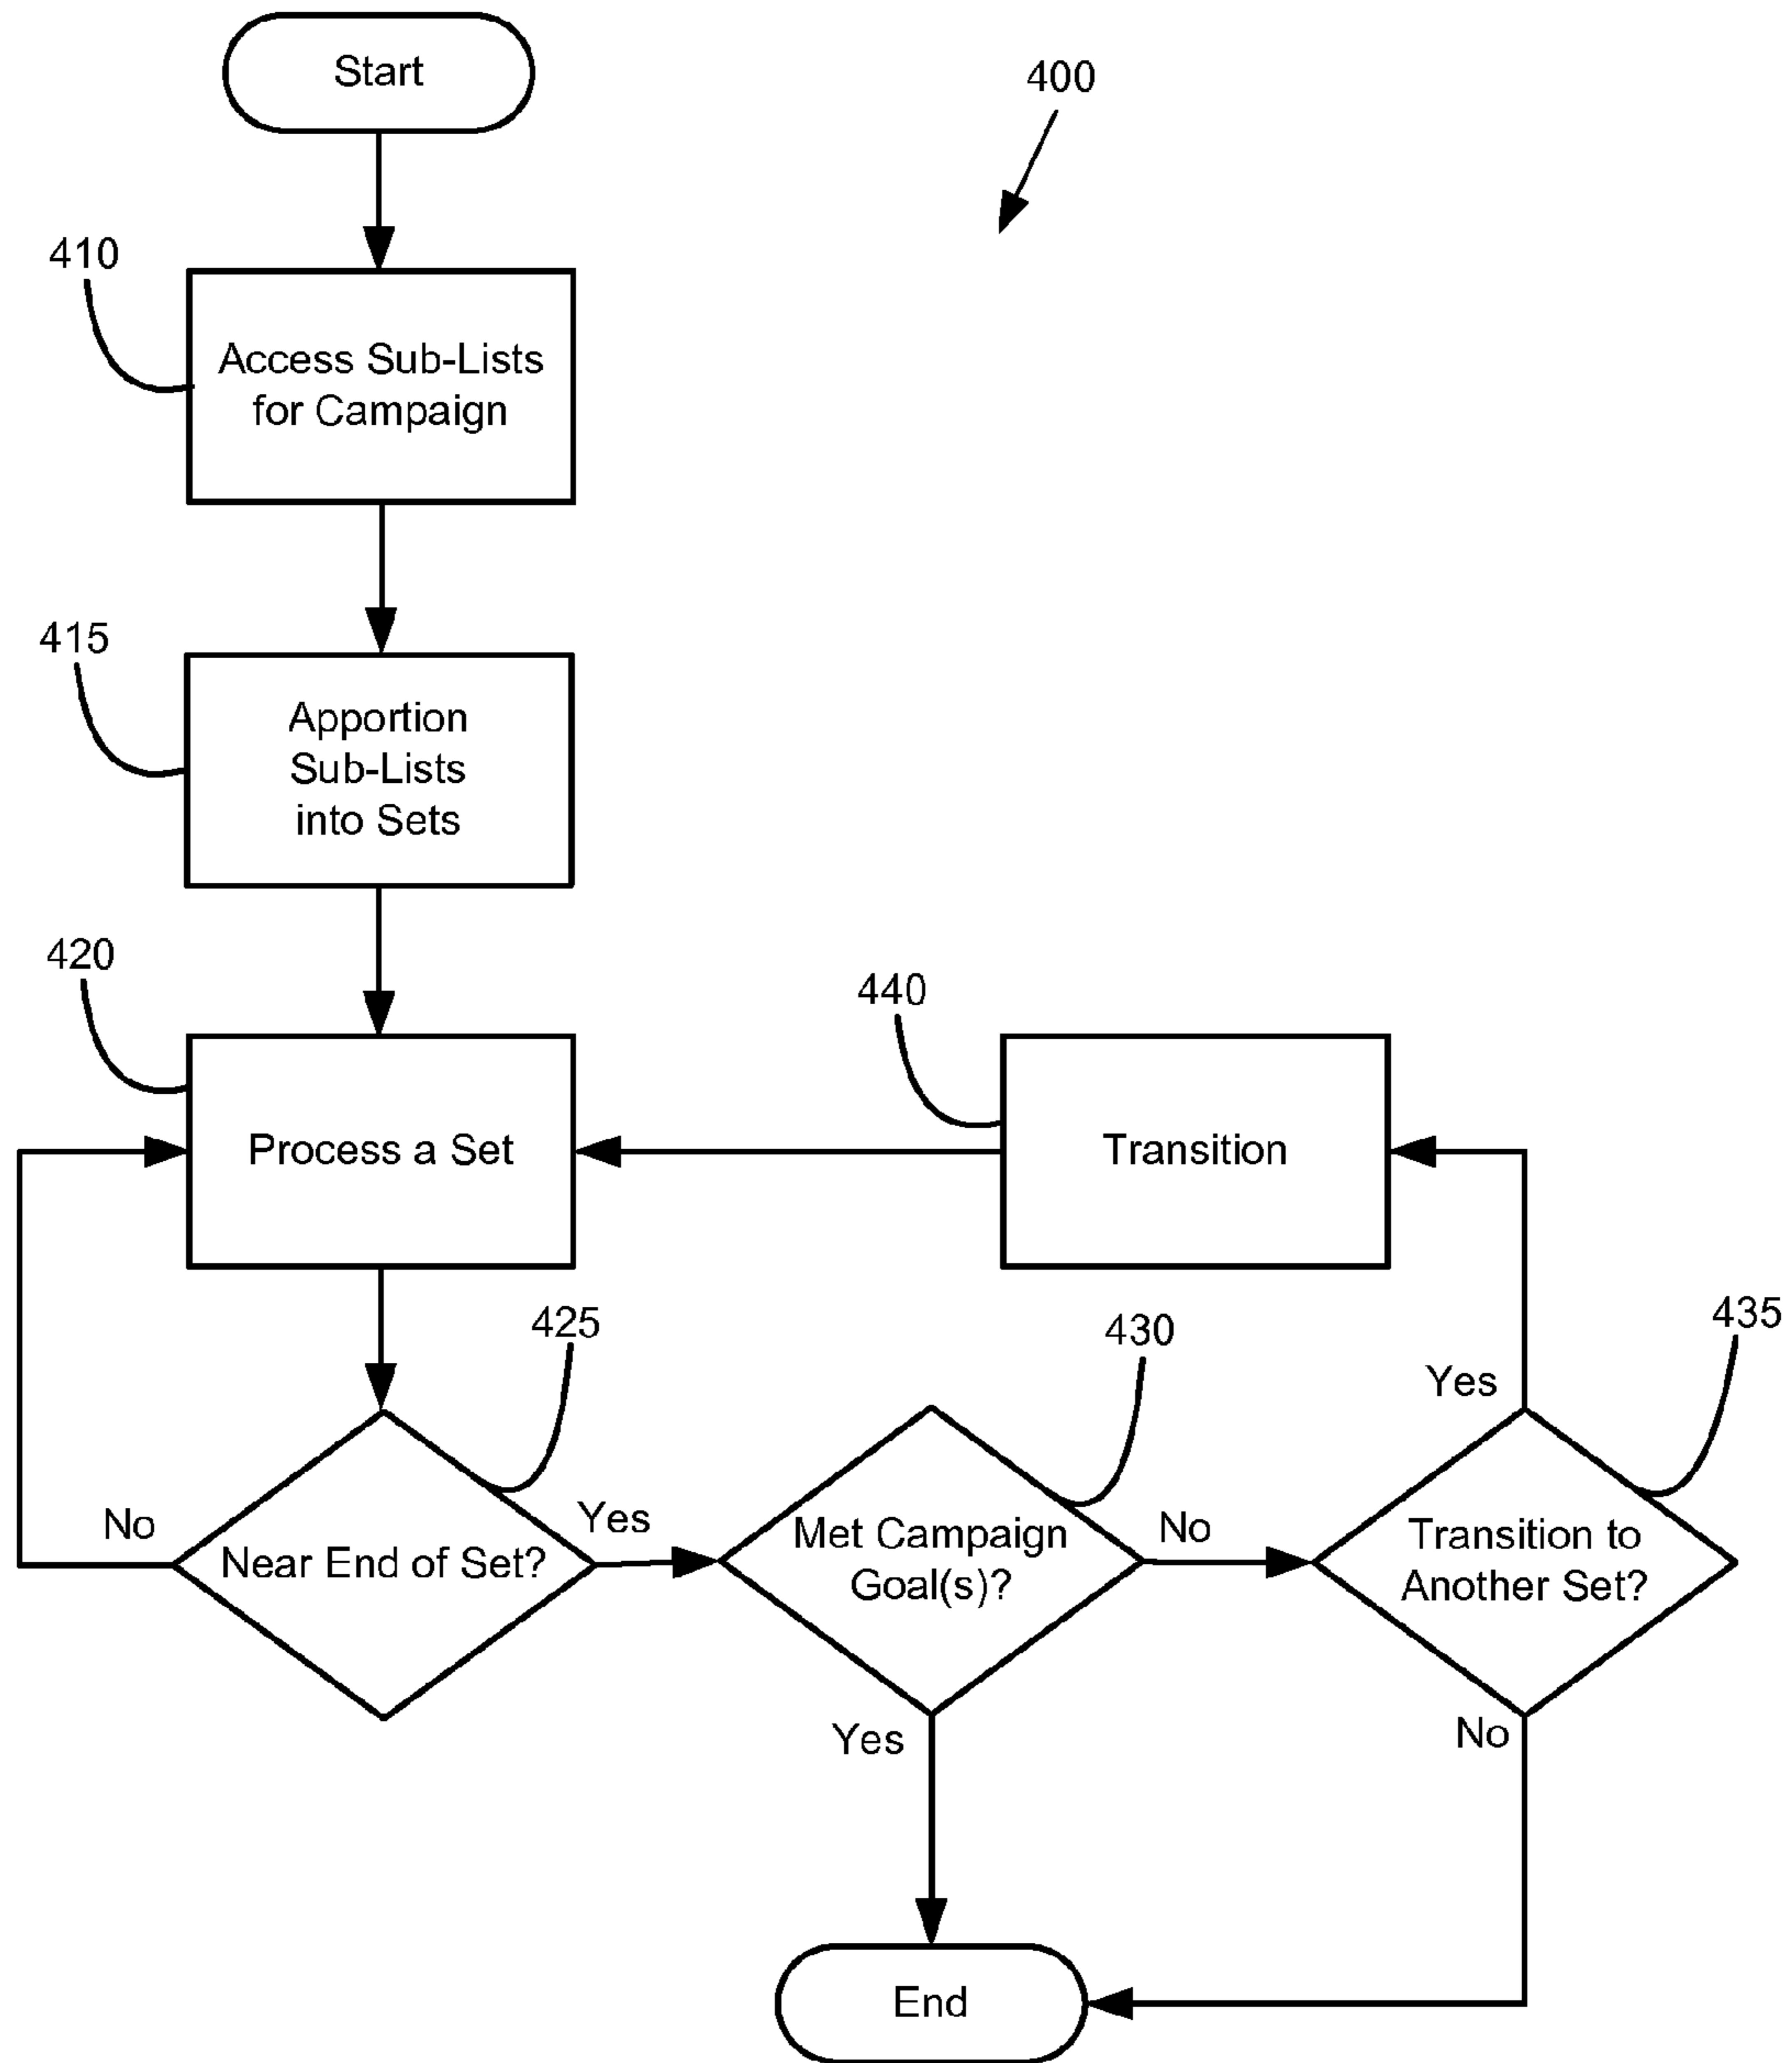 Start
400
410
Access Sub-Lists
for Campaign
415
Apportion
Sub-Lists
into Sets
420
Process a Set
440
Transition
425
430
435
Near End of Set?
No
Yes
Met Campaign
Goal(s)?
No
Yes
Transition to
Another Set?
Yes
No
End